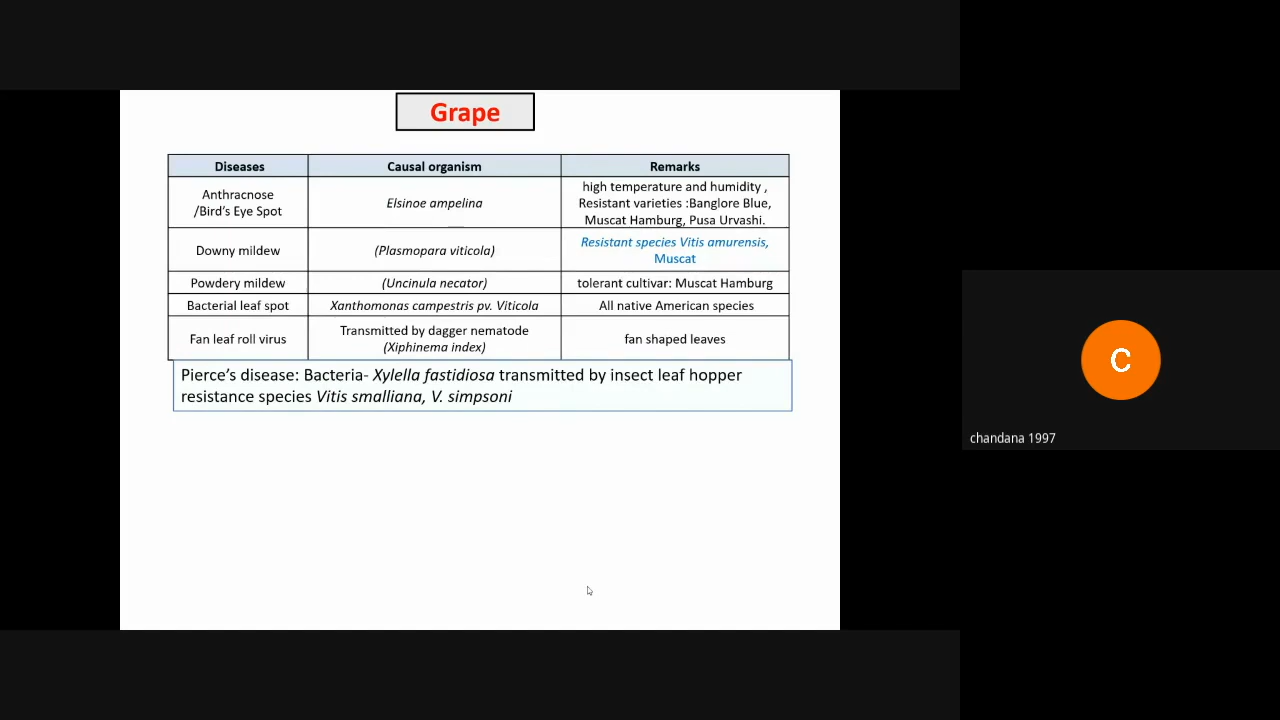 Grape
Diseases Causal organism Remarks
Anthracnose
/Bird's Eye Spot
Elsinoe ampelina
high temperature and humidity ,
Resistant varieties :Banglore Blue,
Muscat Hamburg, Pusa Urvashi.
Downy mildew
(Plasmopara viticola)
Resistant species Vitis amurensis,
Muscat
Powdery mildew (Uncinula necator) tolerant cultivar: Muscat Hamburg
Bacterial leaf spot Xanthomonas campestris pv. Viticola All native American species
Fan leaf roll virus
Transmitted by dagger nematode
(Xiphinema index)
fan shaped leaves
Pierce's disease: Bacteria- Xylella fastidiosa transmitted by insect leaf hopper
resistance species Vitis smalliana, V. simpsoni
C
chandana 1997